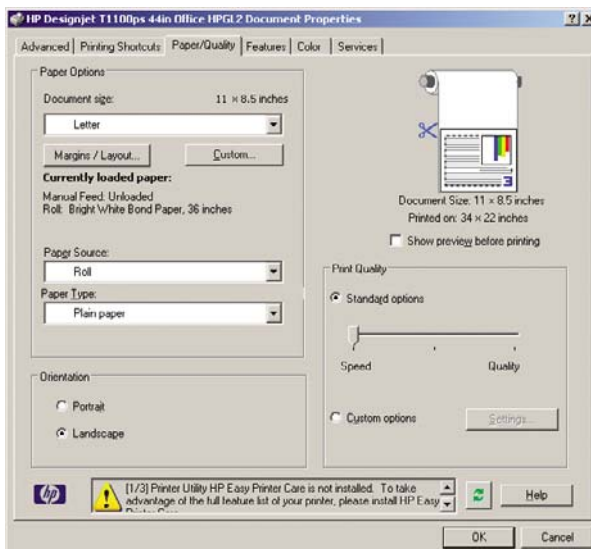 HP Designjet T1100ps 44in Office HPGL2 Document Properties
Advanced
Printing Shortcuts
Paper/Quality
Features
Color
Services
Paper Options
Document size:
11 × 8.5 inches
Letter
Margins / Layout...
Custom...
Currently loaded paper:
Manual Feed: Unloaded
Roll: Bright White Bond Paper, 36 inches
Paper Source:
Roll
Paper Type:
Plain paper
Orientation
Portrait
Landscape
Document Size: 11 × 8.5 inches
Printed on: 34 × 22 inches
Show preview before printing
Print Quality
Standard options
Speed
Quality
Custom options
Settings...
hp
[1/3] Printer Utility HP Easy Printer Care is not installed. To take
advantage of the full feature list of your printer, please install HP Easy
Printer Care
Help
OK
Cancel